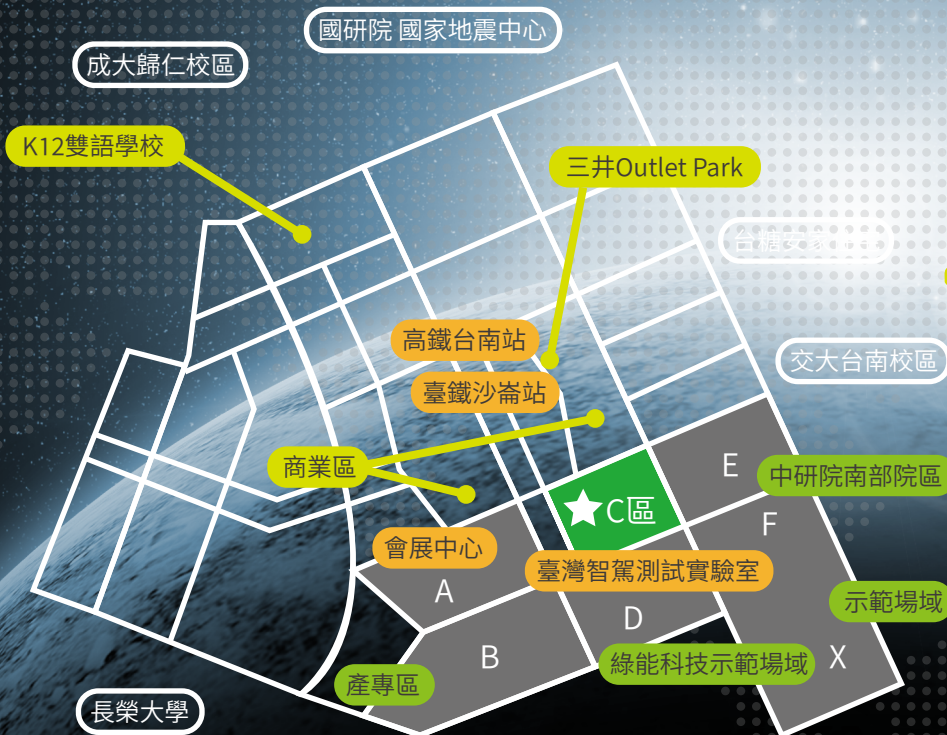 國研院 國家地震中心
成大歸仁校區
K12雙語學校
三井Outlet Park
高鐵台南站
交大台南校區
臺鐵沙崙站
商業區
E
中研院南部院區
C區
F
會展中心
臺灣智駕測試實驗室
A
示範場域
D
B
X
綠能科技示範場域
產專區
長榮大學